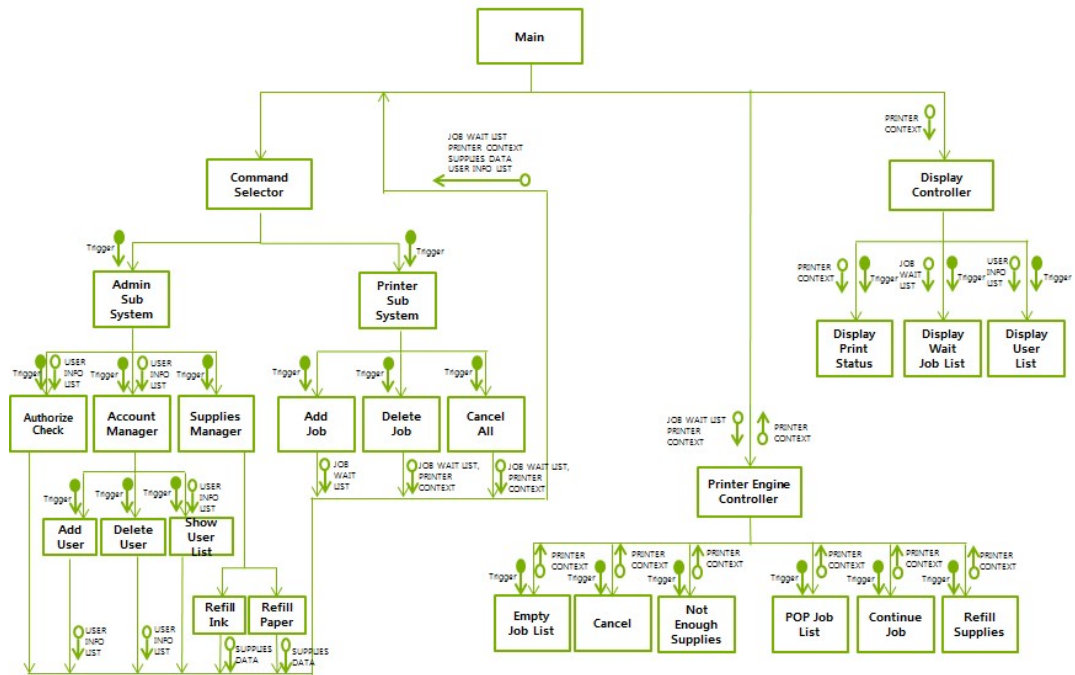 Main
PRINTER
CONTEXT
JOB WAIT LIST
PRINTER CONTEXT
SUPPLIES DATA
USER INFO LIST
Command
Selector
Display
Controller
Trigger
Trigger
Admin
Sub
System
Printer
Sub
System
PRINTER
CONTEXT
Trigger
JOB
WAIT
LIST
Trigger
USER
INFO
LIST
Trigger
Display
Print
Status
Display
Wait
Job List
Display
User
List
Trigger
USER
INFO
LIST
Trigger
USER
INFO
LIST
Trigger
Trigger
Trigger
Trigger
Authorize
Check
Account
Manager
Supplies
Manager
Add
Job
Delete
Job
Cancel
All
JOB WAIT LIST
PRINTER
CONTEXT
PRINTER
CONTEXT
JOB
WAIT
LIST
JOB WAIT LIST,
PRINTER
CONTEXT
JOB WAIT LIST,
PRINTER
CONTEXT
Printer Engine
Controller
Trigger
Trigger
Trigger
USER
INFO
LIST
Add
User
Delete
User
Show
User
List
Trigger
PRINTER
CONTEXT
Trigger
PRINTER
CONTEXT
Trigger
PRINTER
CONTEXT
Trigger
PRINTER
CONTEXT
Trigger
PRINTER
CONTEXT
Trigger
PRINTER
CONTEXT
Refill
Ink
Refill
Paper
Empty
Job List
Cancel
Not
Enough
Supplies
POP Job
List
Continue
Job
Refill
Supplies
USER
INFO
LIST
USER
INFO
LIST
SUPPLIES
DATA
SUPPLIES
DATA